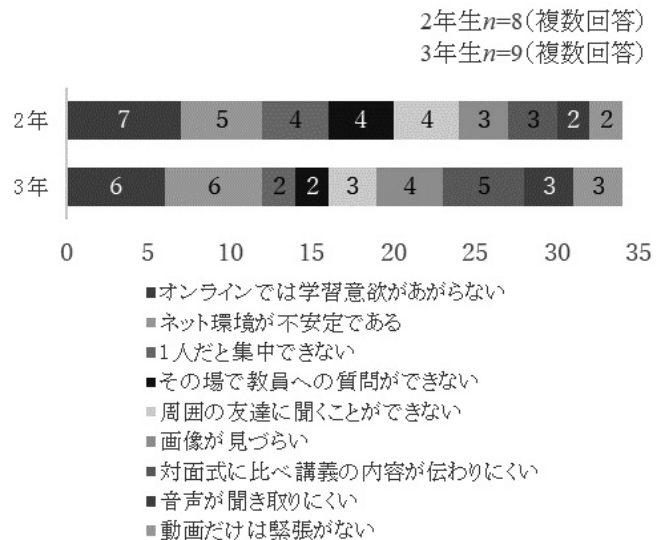 2年生n=8(複数回答)
3年生n=9(複数回答)
2年 7 5 4 4 4 3 3 2 2
3年 6 6 2 2 3 4 5 3 3
0 5 10 15 20 25 30 35
■オンラインでは学習意欲があがらない
■ネット環境が不安定である
■1人だと集中できない
■その場で教員への質問ができない
■周囲の友達に聞くことができない
■画像が見づらい
■対面式に比べ講義の内容が伝わりにくい
■音声が聞き取りにくい
■動画だけは緊張がない